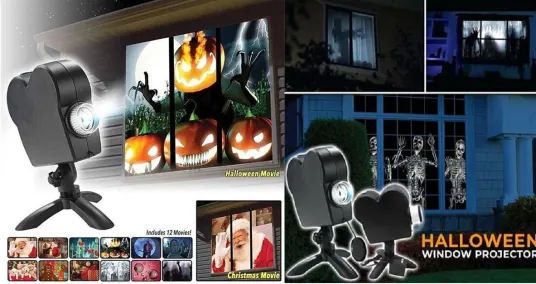 Halloween Movie
Includes 12 Movies!
Christmas Movie
HALLOWEEN
WINDOW PROJECTOR